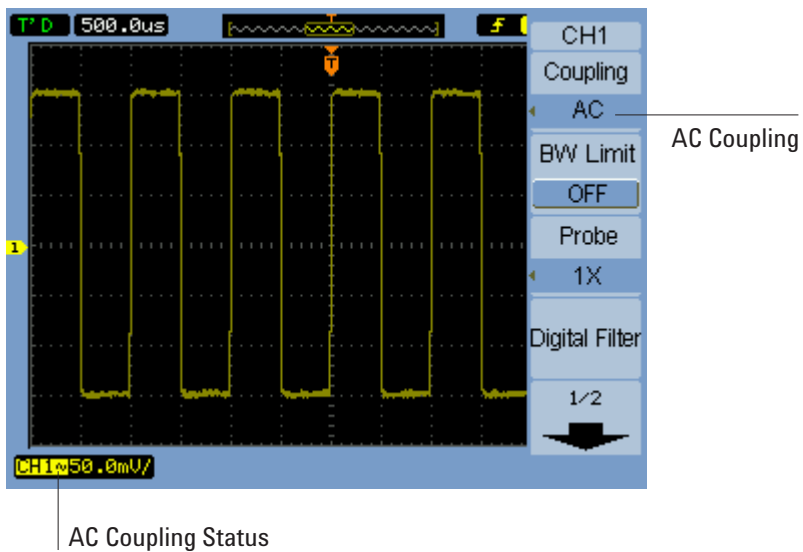 T'D 500.0us T
CH1
Coupling
AC
AC Coupling
BW Limit
OFF
Probe
1X
Digital Filter
1/2
T
1
CH1~50.0mV/
AC Coupling Status